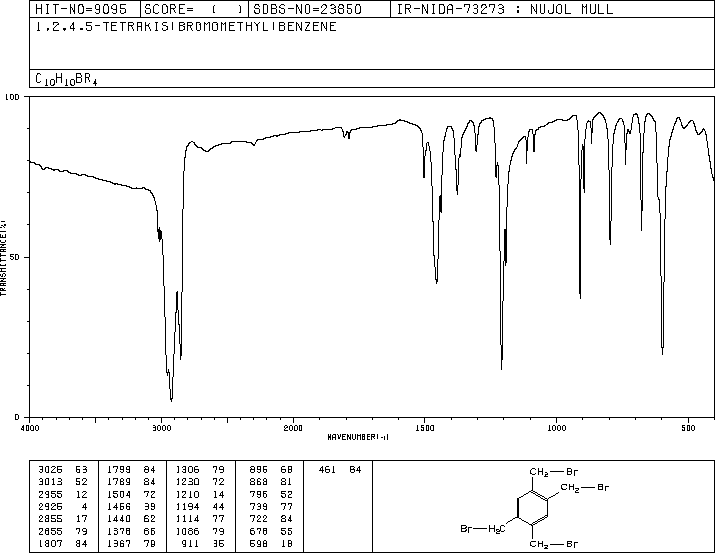 HIT-NO=9095 SCORE= ( ) SDBS-NO=23850 IR-NIDA-73273 : NUJOL MULL
1,2,4,5-TETRAKIS(BROMOMETHYL)BENZENE
C10H10BR4
100
50
0
TRANSMITTANCE(%)
4000 3000 2000 1500 1000 500
WAVENUMBER(-1)
3025 53 1799 84 1306 79 895 68 461 84
3013 52 1789 84 1230 72 868 81
2955 12 1504 72 1210 14 796 52
2925 4 1456 39 1194 44 739 77
2855 17 1440 62 1114 77 722 84
2655 79 1378 66 1086 79 678 55
1807 84 1367 79 911 35 598 18
CH2—Br
CH2—Br
Br—H2C
CH2—Br